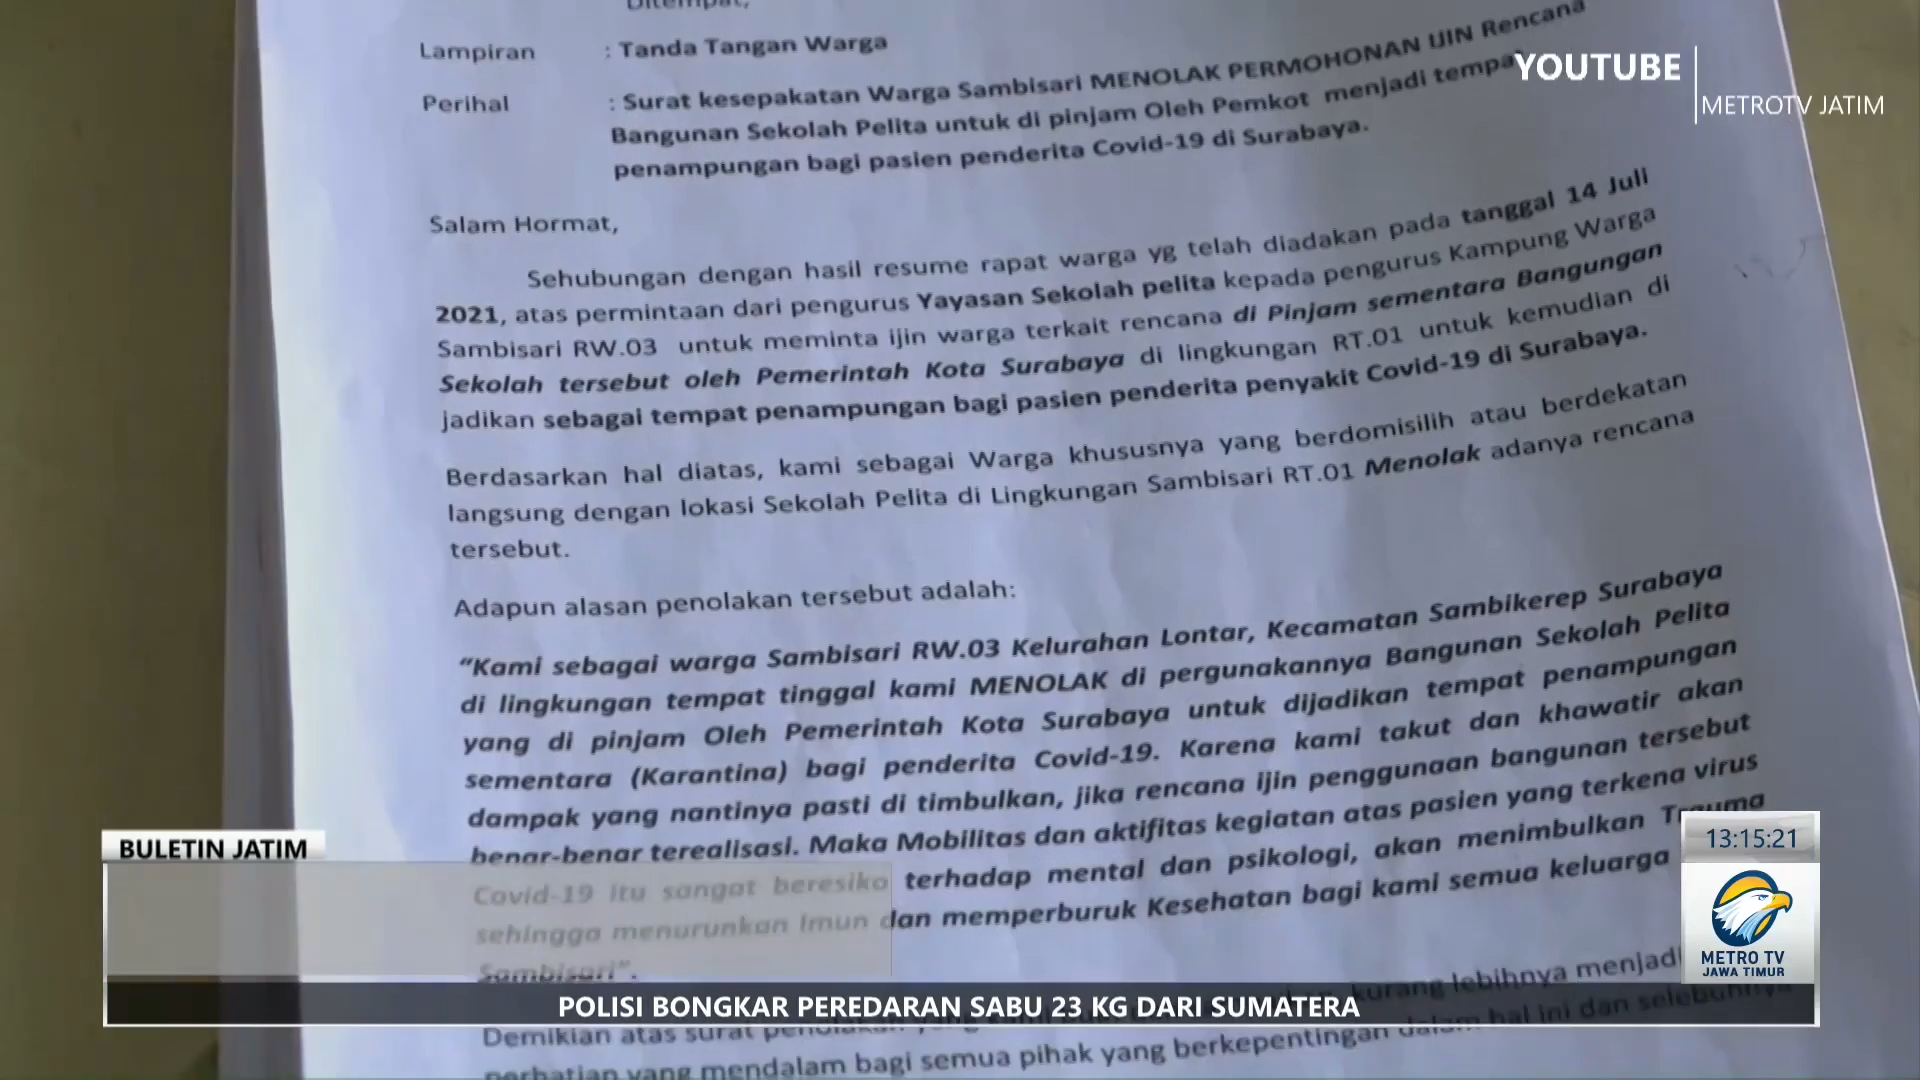 Ditempat,
Lampiran : Tanda Tangan Warga
Perihal : Surat kesepakatan Warga Sambisari MENOLAK PERMOHONAN IJIN Rencana
Bangunan Sekolah Pelita untuk di pinjam Oleh Pemkot menjadi tempat
penampungan bagi pasien penderita Covid-19 di Surabaya.
YOUTUBE
METROTV JATIM
Salam Hormat,
Sehubungan dengan hasil resume rapat warga yg telah diadakan pada tanggal 14 Juli
2021, atas permintaan dari pengurus Yayasan Sekolah pelita kepada pengurus Kampung Warga
Sambisari RW.03 untuk meminta ijin warga terkait rencana di Pinjam sementara Bangungan
Sekolah tersebut oleh Pemerintah Kota Surabaya di lingkungan RT.01 untuk kemudian di
jadikan sebagai tempat penampungan bagi pasien penderita penyakit Covid-19 di Surabaya.
Berdasarkan hal diatas, kami sebagai Warga khususnya yang berdomisilih atau berdekatan
langsung dengan lokasi Sekolah Pelita di Lingkungan Sambisari RT.01 Menolak adanya rencana
tersebut.
Adapun alasan penolakan tersebut adalah:
“Kami sebagai warga Sambisari RW.03 Kelurahan Lontar, Kecamatan Sambikerep Surabaya
di lingkungan tempat tinggal kami MENOLAK di pergunakannya Bangunan Sekolah Pelita
yang di pinjam Oleh Pemerintah Kota Surabaya untuk dijadikan tempat penampungan
sementara (Karantina) bagi penderita Covid-19. Karena kami takut dan khawatir akan
dampak yang nantinya pasti di timbulkan, jika rencana ijin penggunaan bangunan tersebut
benar-benar terealisasi. Maka Mobilitas dan aktifitas kegiatan atas pasien yang terkena virus
Covid-19 itu sangat beresiko terhadap mental dan psikologi, akan menimbulkan Trauma
sehingga menurunkan Imun dan memperburuk Kesehatan bagi kami semua keluarga
Sambisari”.
kurang lebihnya menjadi
Demikian atas surat penolakan yang kami
perhatian yang mendalam bagi semua pihak yang berkepentingan dalam hal ini dan selebuhnya
BULETIN JATIM
13:15:21
METRO TV
JAWA TIMUR
POLISI BONGKAR PEREDARAN SABU 23 KG DARI SUMATERA